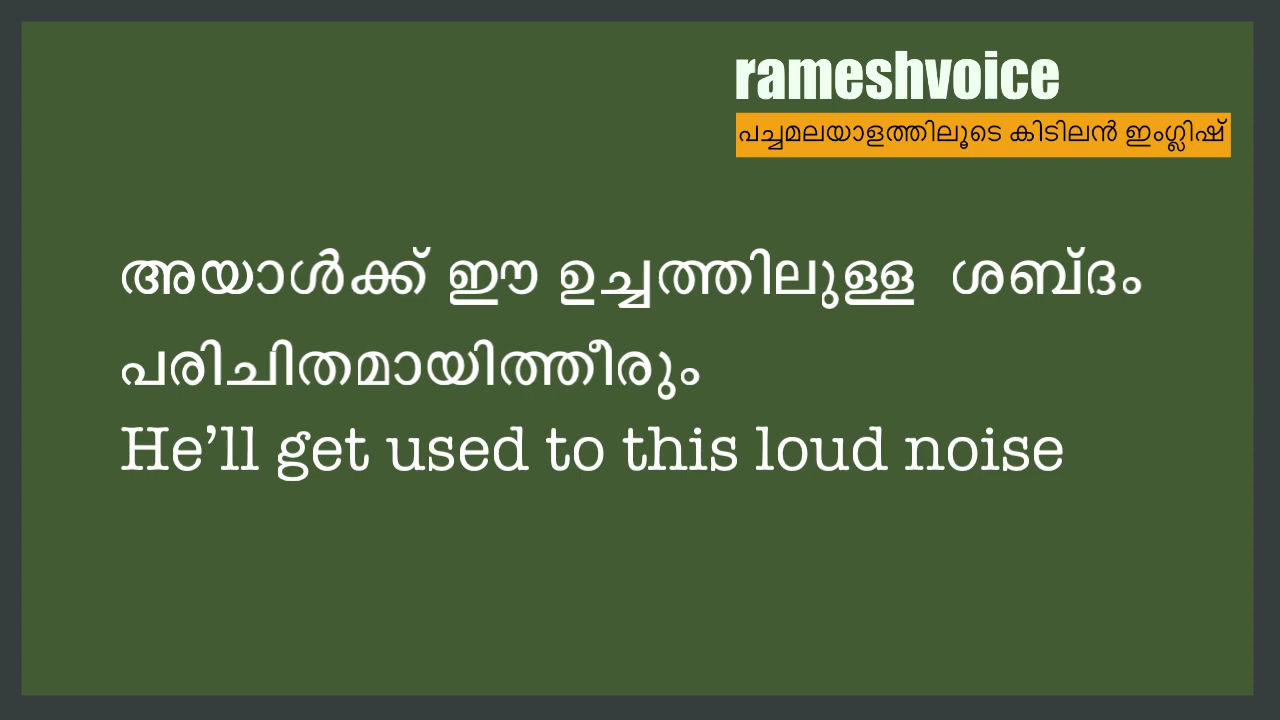 rameshvoice
പച്ചമലയാളത്തിലൂടെ കിടിലൻ ഇംഗ്ലിഷ്
അയാൾക്ക് ഈ ഉച്ചത്തിലുള്ള ശബ്ദം
പരിചിതമായിത്തീരും
He’ll get used to this loud noise